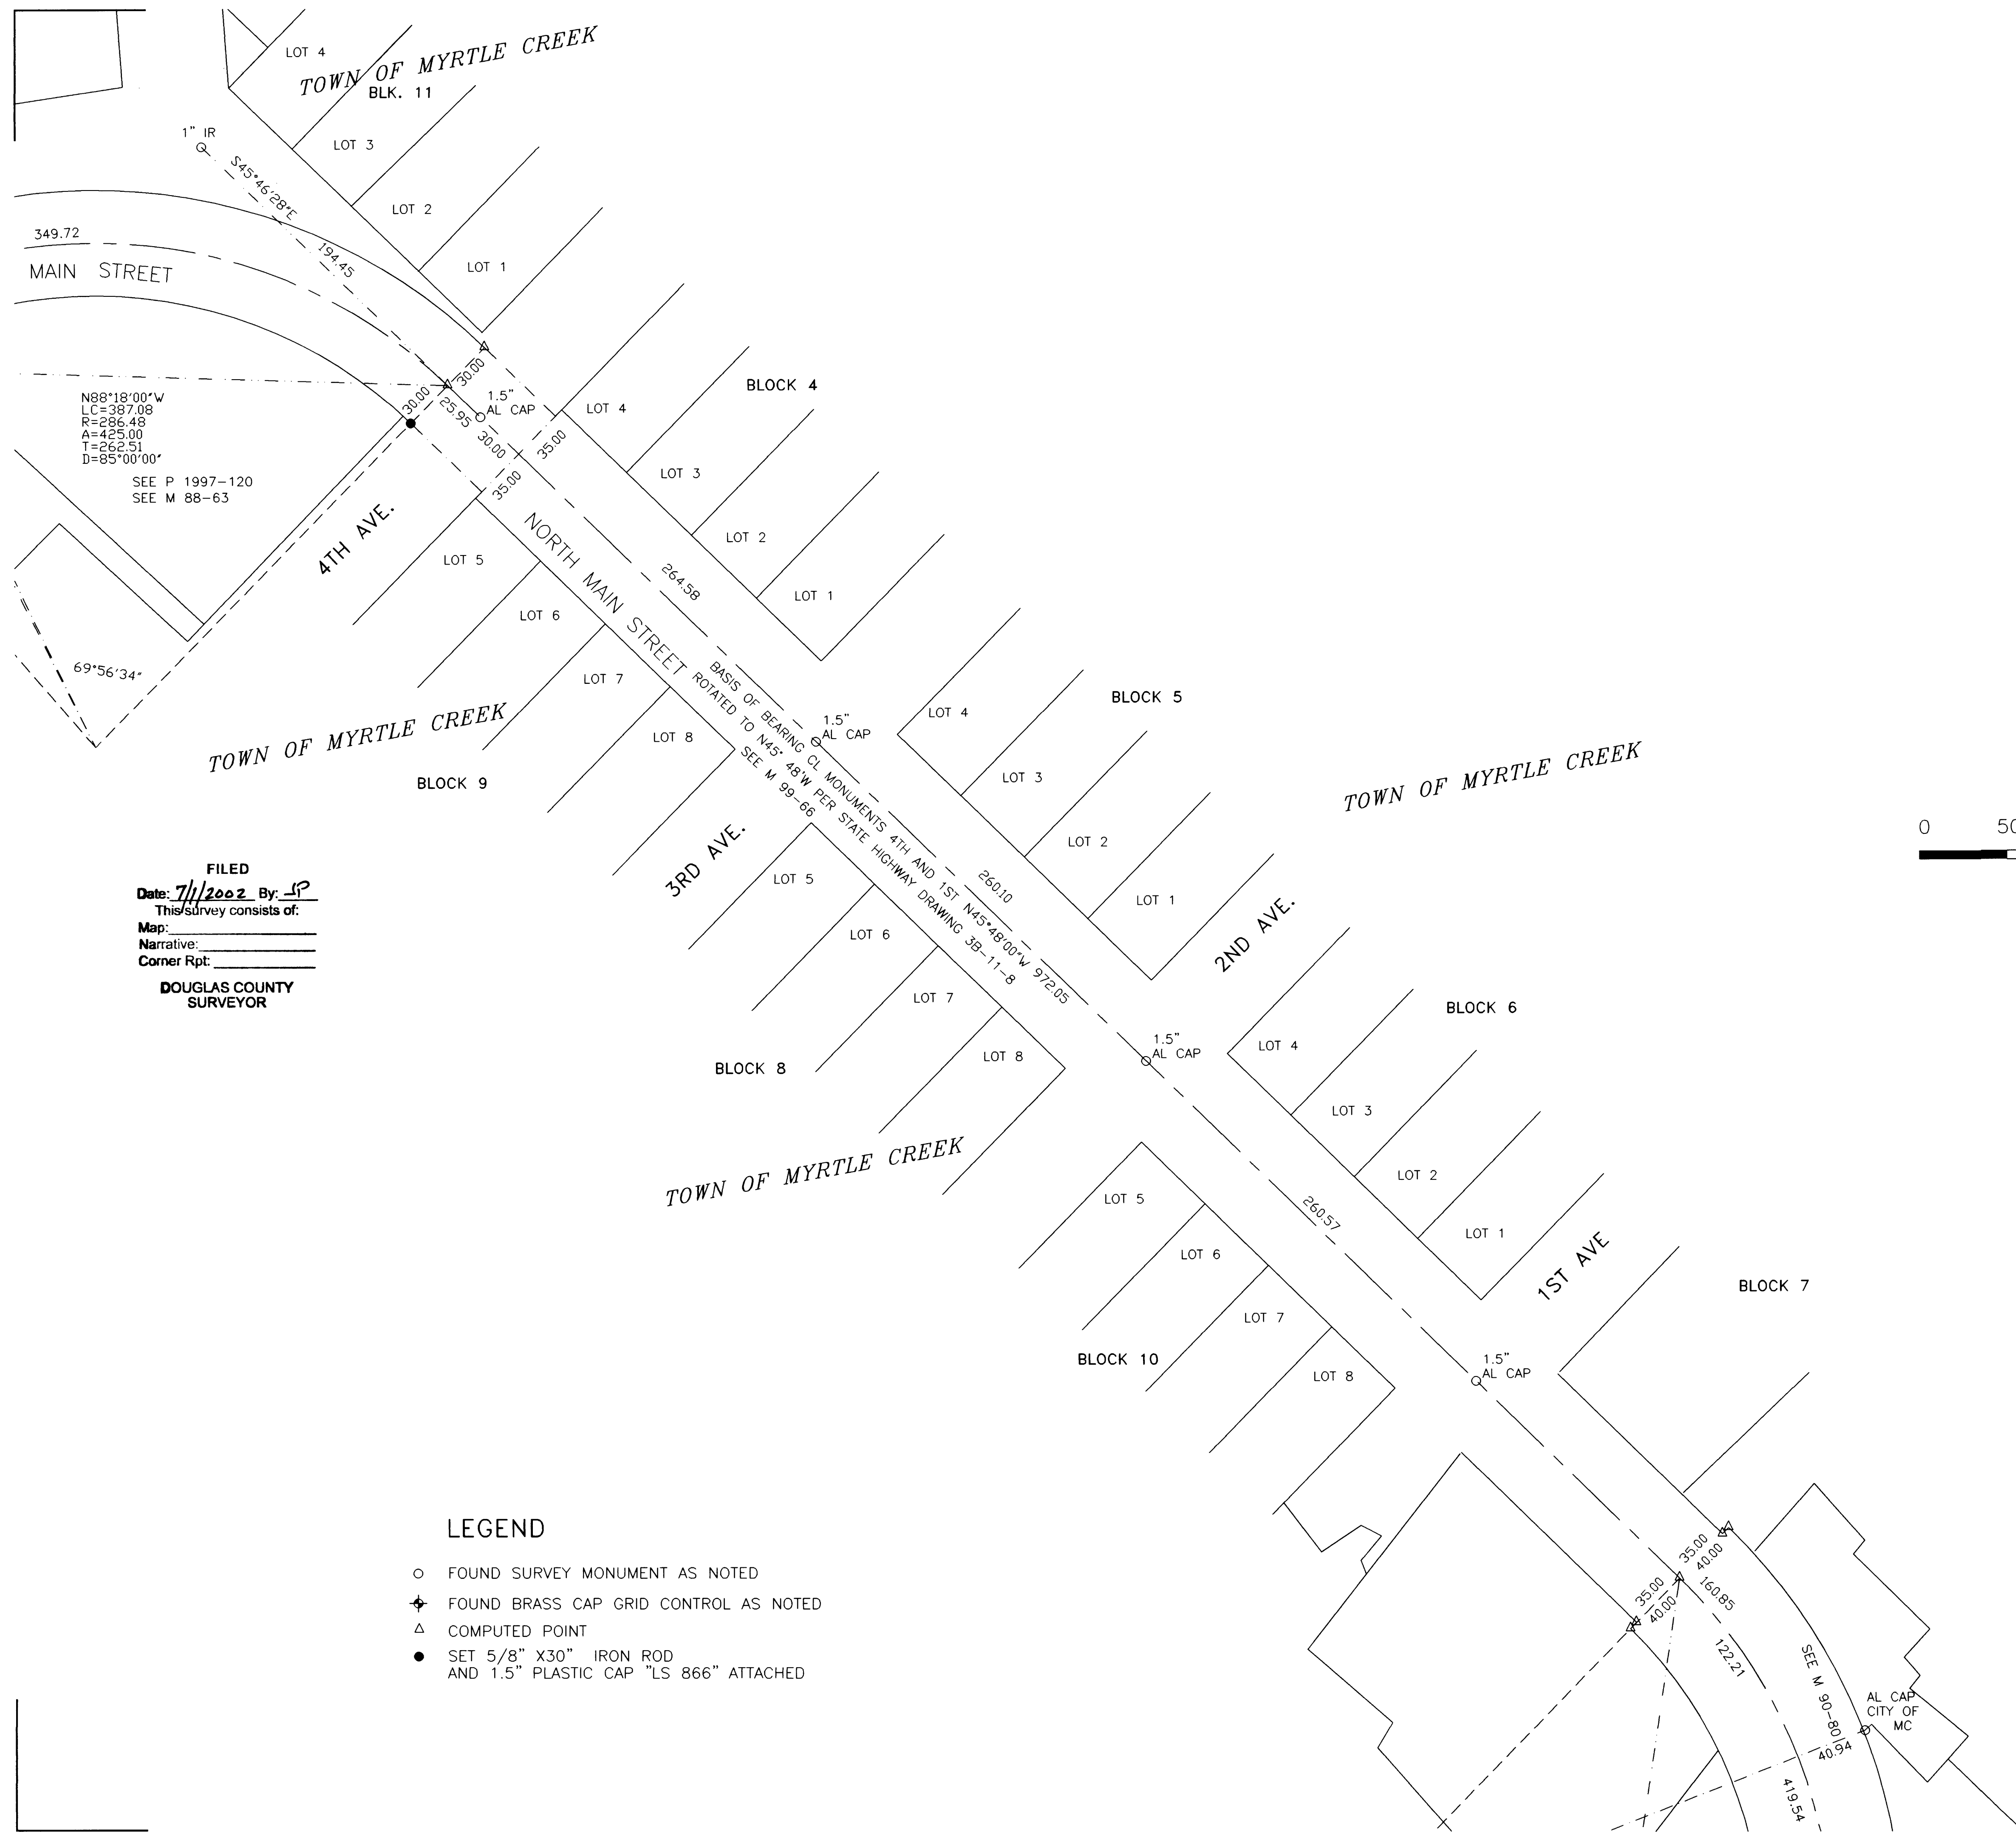 LOT 4
TOWN OF MYRTLE CREEK
BLK. 11
1" IR
LOT 3
S45°46'28"E
LOT 2
349.72
194.45
MAIN STREET
LOT 1
30.00
BLOCK 4
N88°18'00"W
LC=387.08
R=286.48
A=425.00
T=262.51
D=85°00'00"
SEE P 1997-120
SEE M 88-63
30.00
25.95
1.5"
AL CAP
30.00
35.00
35.00
LOT 4
LOT 3
LOT 2
LOT 1
4TH AVE.
NORTH MAIN STREET
264.58
LOT 5
LOT 6
LOT 7
LOT 8
69°56'34"
TOWN OF MYRTLE CREEK
BLOCK 9
BASIS OF BEARING CL MONUMENTS 4TH AND 1ST N45°48'00"W 972.05
ROTATED TO N45° 48'W PER STATE HIGHWAY DRAWING 3B-11-8
SEE M 99-66
1.5"
AL CAP
BLOCK 5
LOT 4
LOT 3
LOT 2
LOT 1
TOWN OF MYRTLE CREEK
0 50
3RD AVE.
260.10
2ND AVE.
FILED
Date: 7/1/2002 By: JP
This survey consists of:
Map:
Narrative:
Corner Rpt:
DOUGLAS COUNTY
SURVEYOR
LOT 5
LOT 6
LOT 7
LOT 8
BLOCK 8
1.5"
AL CAP
BLOCK 6
LOT 4
LOT 3
LOT 2
LOT 1
TOWN OF MYRTLE CREEK
260.57
1ST AVE
LOT 5
LOT 6
LOT 7
LOT 8
BLOCK 10
BLOCK 7
1.5"
AL CAP
LEGEND
FOUND SURVEY MONUMENT AS NOTED
FOUND BRASS CAP GRID CONTROL AS NOTED
COMPUTED POINT
SET 5/8" X30" IRON ROD
AND 1.5" PLASTIC CAP "LS 866" ATTACHED
35.00
40.00
35.00
40.00
160.85
122.21
SEE M 90-80
AL CAP
CITY OF
MC
40.94
419.54